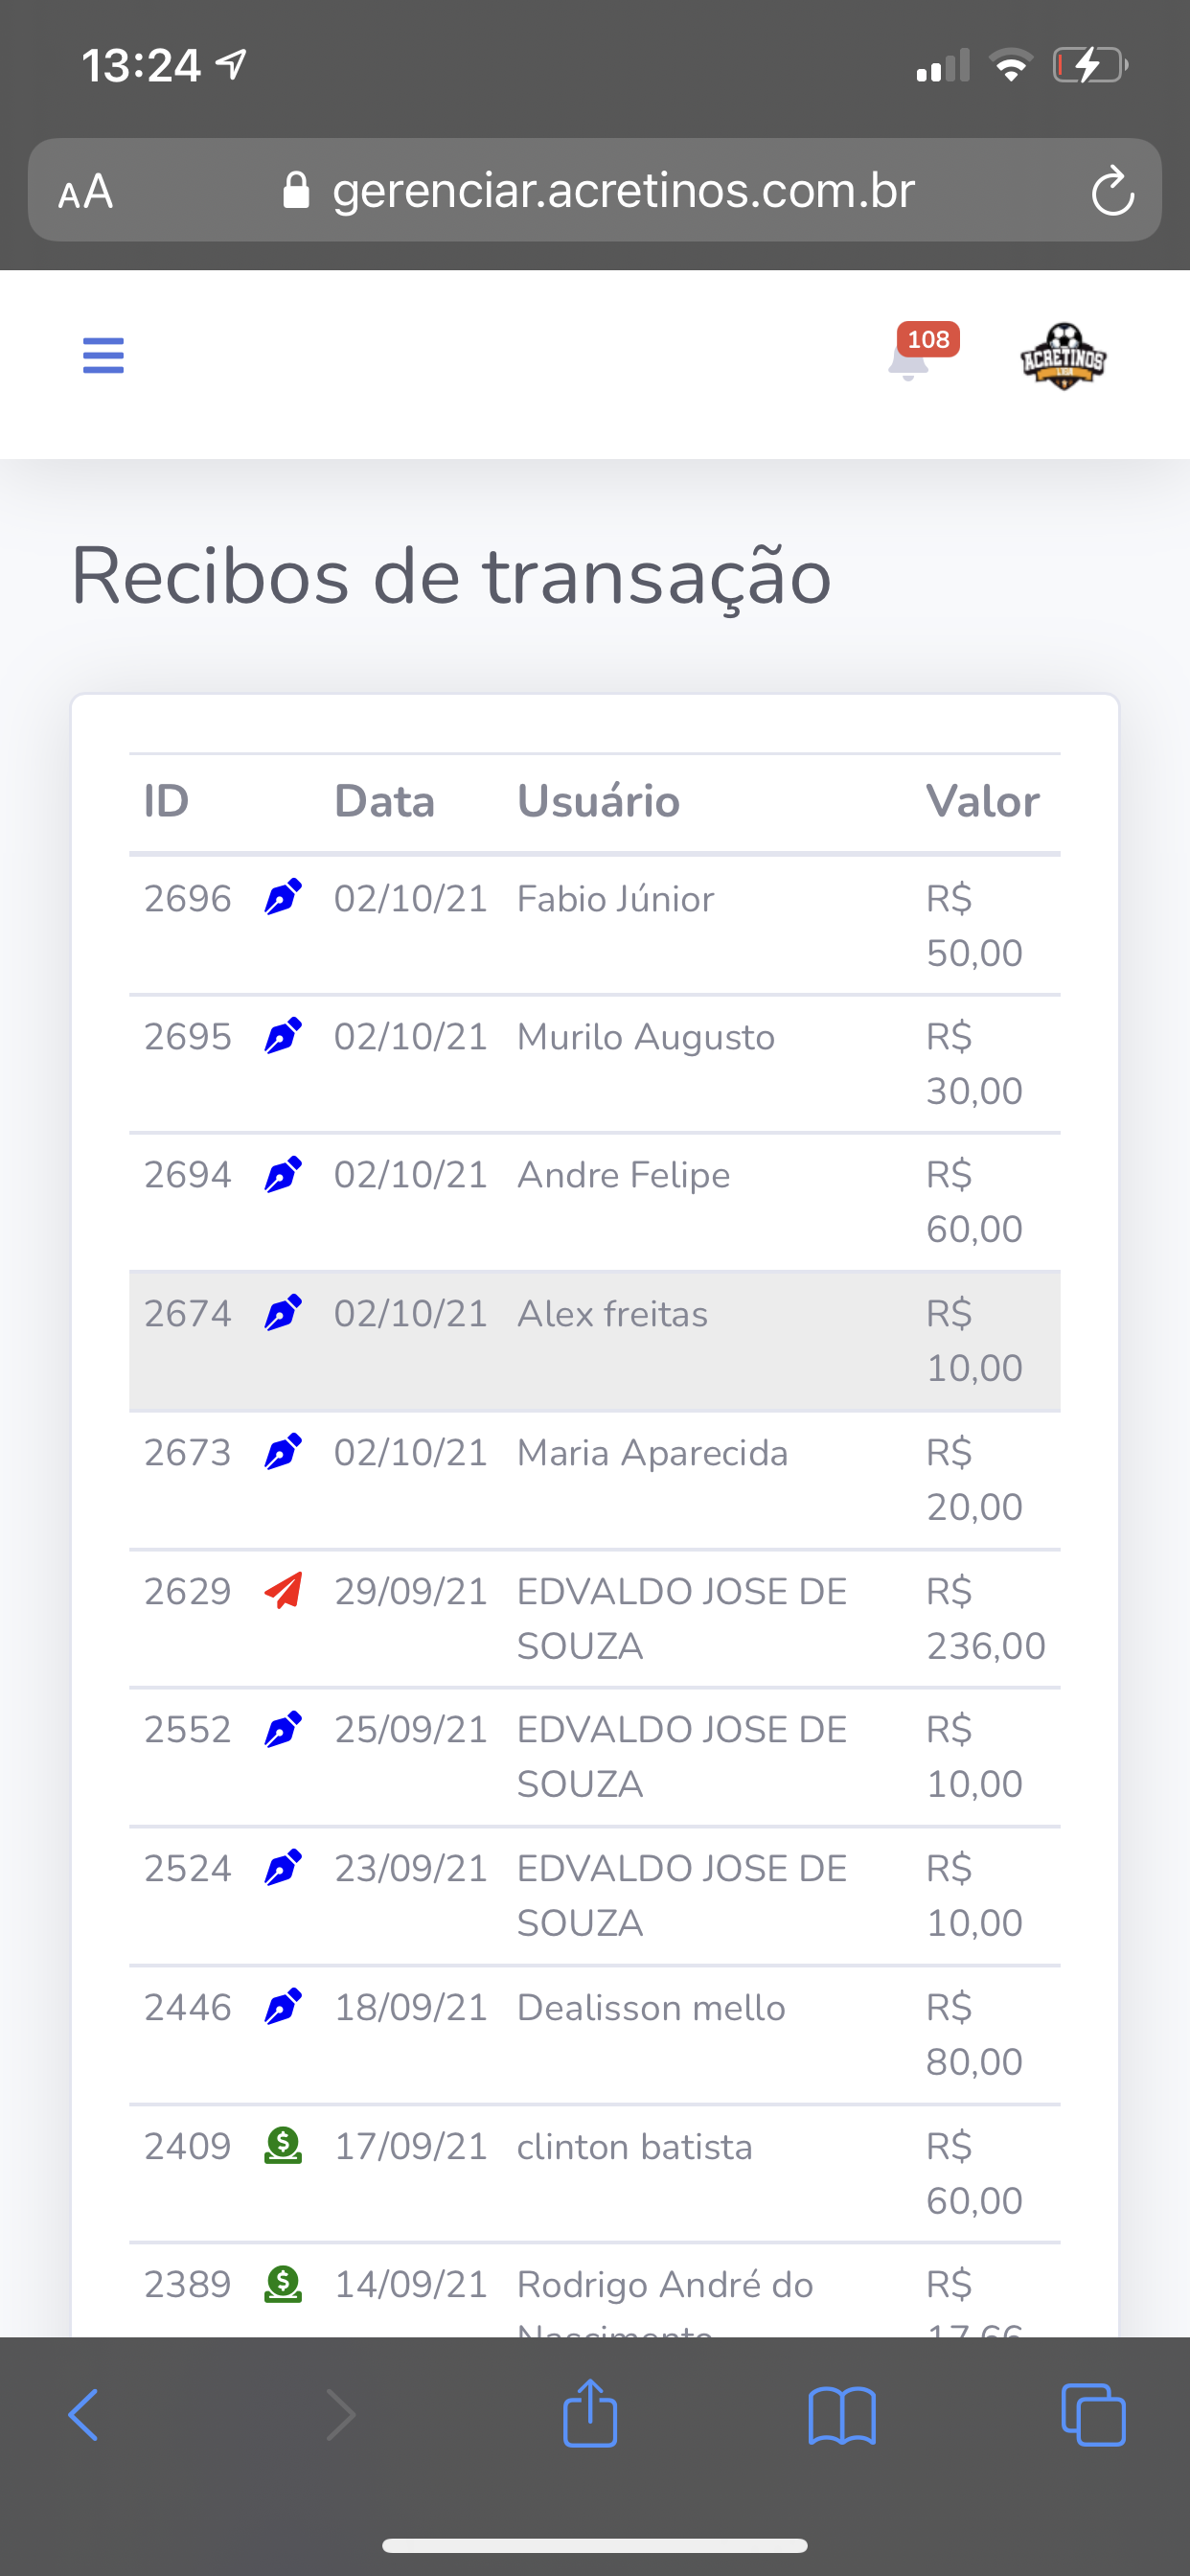 13:24
AA gerenciar.acretinos.com.br
108
ACRETINOS
Recibos de transação
ID Data Usuário Valor
2696 02/10/21 Fabio Júnior R$
50,00
2695 02/10/21 Murilo Augusto R$
30,00
2694 02/10/21 Andre Felipe R$
60,00
2674 02/10/21 Alex freitas R$
10,00
2673 02/10/21 Maria Aparecida R$
20,00
2629 29/09/21 EDVALDO JOSE DE R$
SOUZA 236,00
2552 25/09/21 EDVALDO JOSE DE R$
SOUZA 10,00
2524 23/09/21 EDVALDO JOSE DE R$
SOUZA 10,00
2446 18/09/21 Dealisson mello R$
80,00
2409 17/09/21 clinton batista R$
60,00
2389 14/09/21 Rodrigo André do R$
Nascimento 17,66